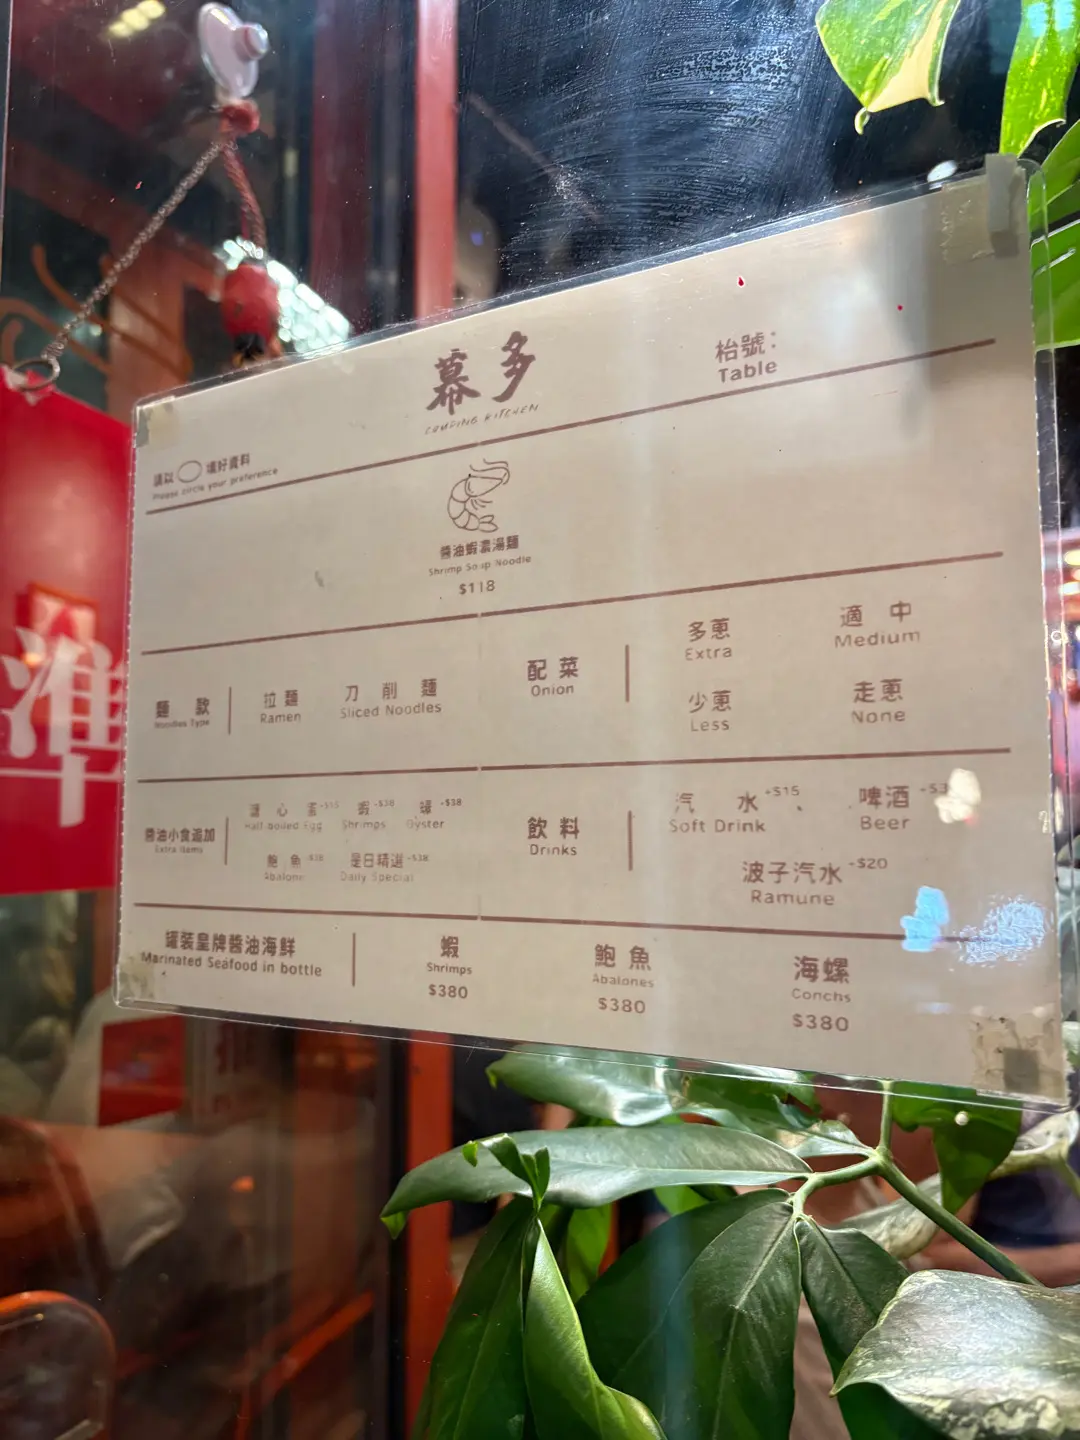 幕多
枱號：
Table
請以 填好資料
Please circle your preference
醬油蝦濃湯麵
Shrimp Soup Noodle
$118
麵款
Noodles Type
拉麵
Ramen
刀削麵
Sliced Noodles
配菜
Onion
多蔥
Extra
適中
Medium
少蔥
Less
走蔥
None
醬油小食追加
Extra Items
溏心蛋+$15
Half-boiled Egg
蝦+$38
Shrimps
蠔+$38
Oyster
鮑魚+$38
Abalone
是日精選+$38
Daily Special
飲料
Drinks
汽水+$15、
Soft Drink
啤酒
Beer
波子汽水+$20
Ramune
罐裝皇牌醬油海鮮
Marinated Seafood in bottle
蝦
Shrimps
$380
鮑魚
Abalones
$380
海螺
Conchs
$380
準